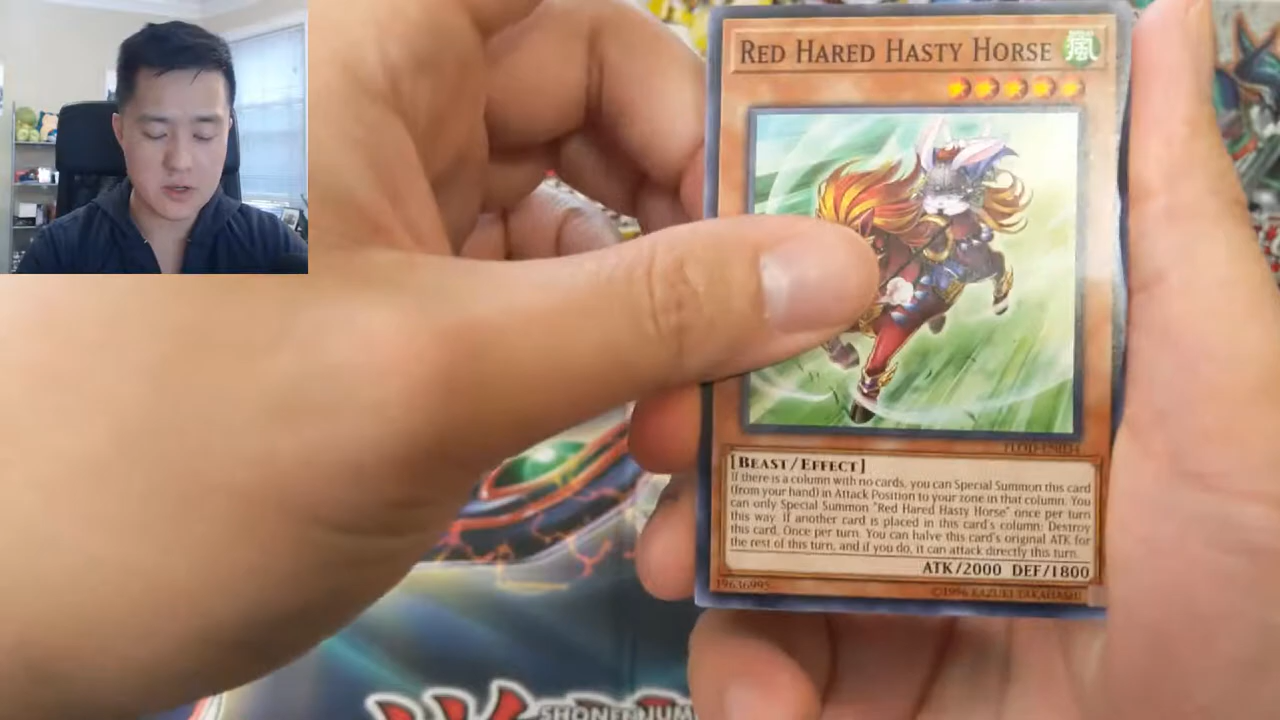 RED HARED HASTY HORSE
風
FLOD-EN034
[BEAST/EFFECT]
If there is a column with no cards, you can Special Summon this card
(from your hand) in Attack Position to your zone in that column. You
can only Special Summon "Red Hared Hasty Horse" once per turn
this way. If another card is placed in this card's column: Destroy
this card. Once per turn: You can halve this card's original ATK for
the rest of this turn, and if you do, it can attack directly this turn.
ATK/2000 DEF/1800
19636995
©1996 KAZUKI TAKAHASHI
SHONEN JUMP